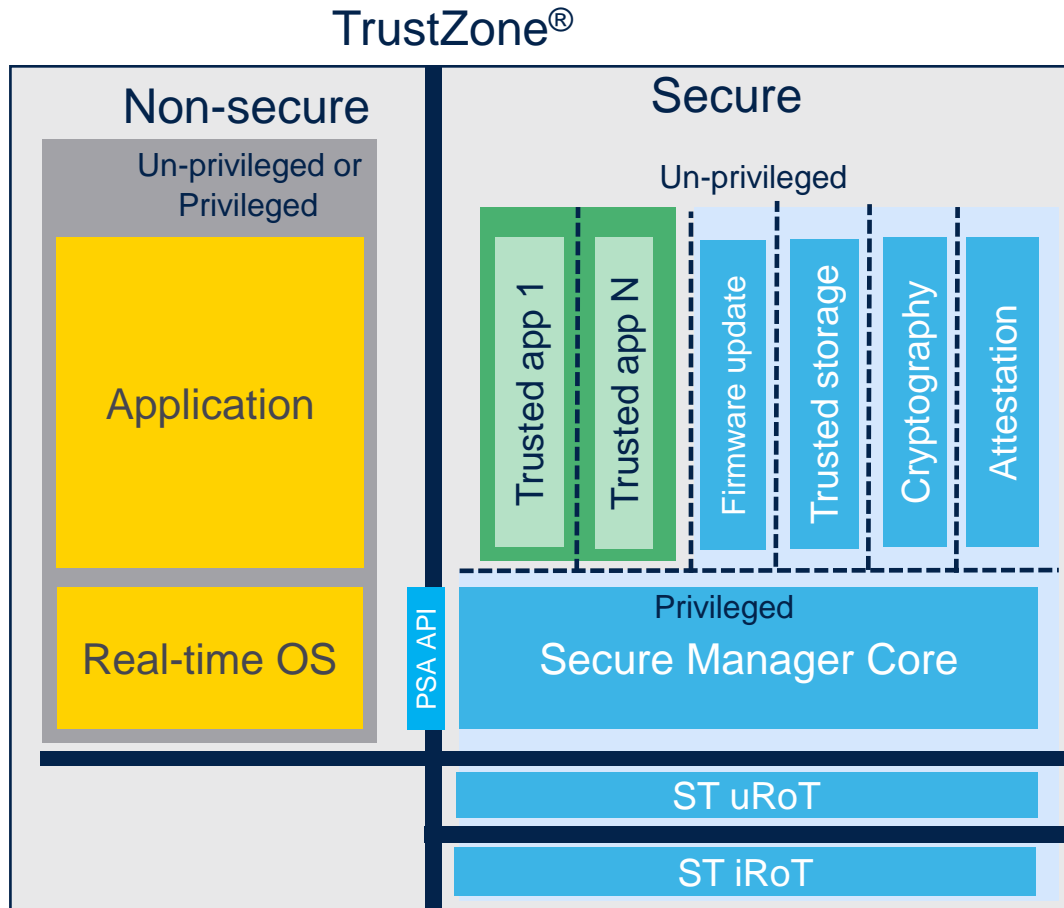 TrustZone®
Non-secure
Secure
Un-privileged or
Privileged
Un-privileged
Application
Trusted app 1
Trusted app N
Firmware update
Trusted storage
Cryptography
Attestation
Real-time OS
PSA API
Privileged
Secure Manager Core
ST uRoT
ST iRoT